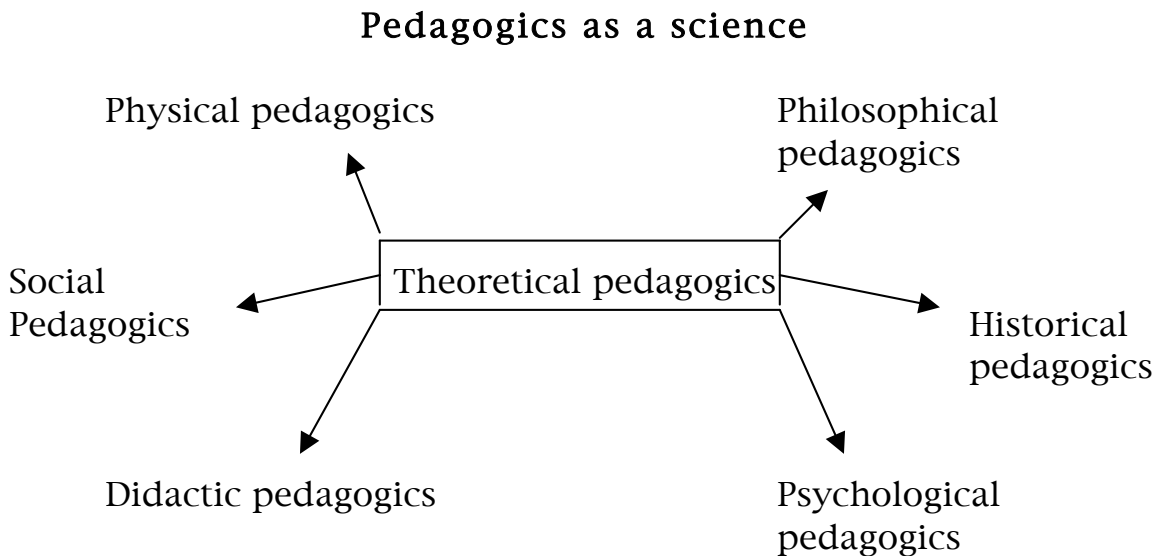 Pedagogics as a science
Physical pedagogics
Philosophical
pedagogics
Theoretical pedagogics
Social
Pedagogics
Historical
pedagogics
Didactic pedagogics
Psychological
pedagogics